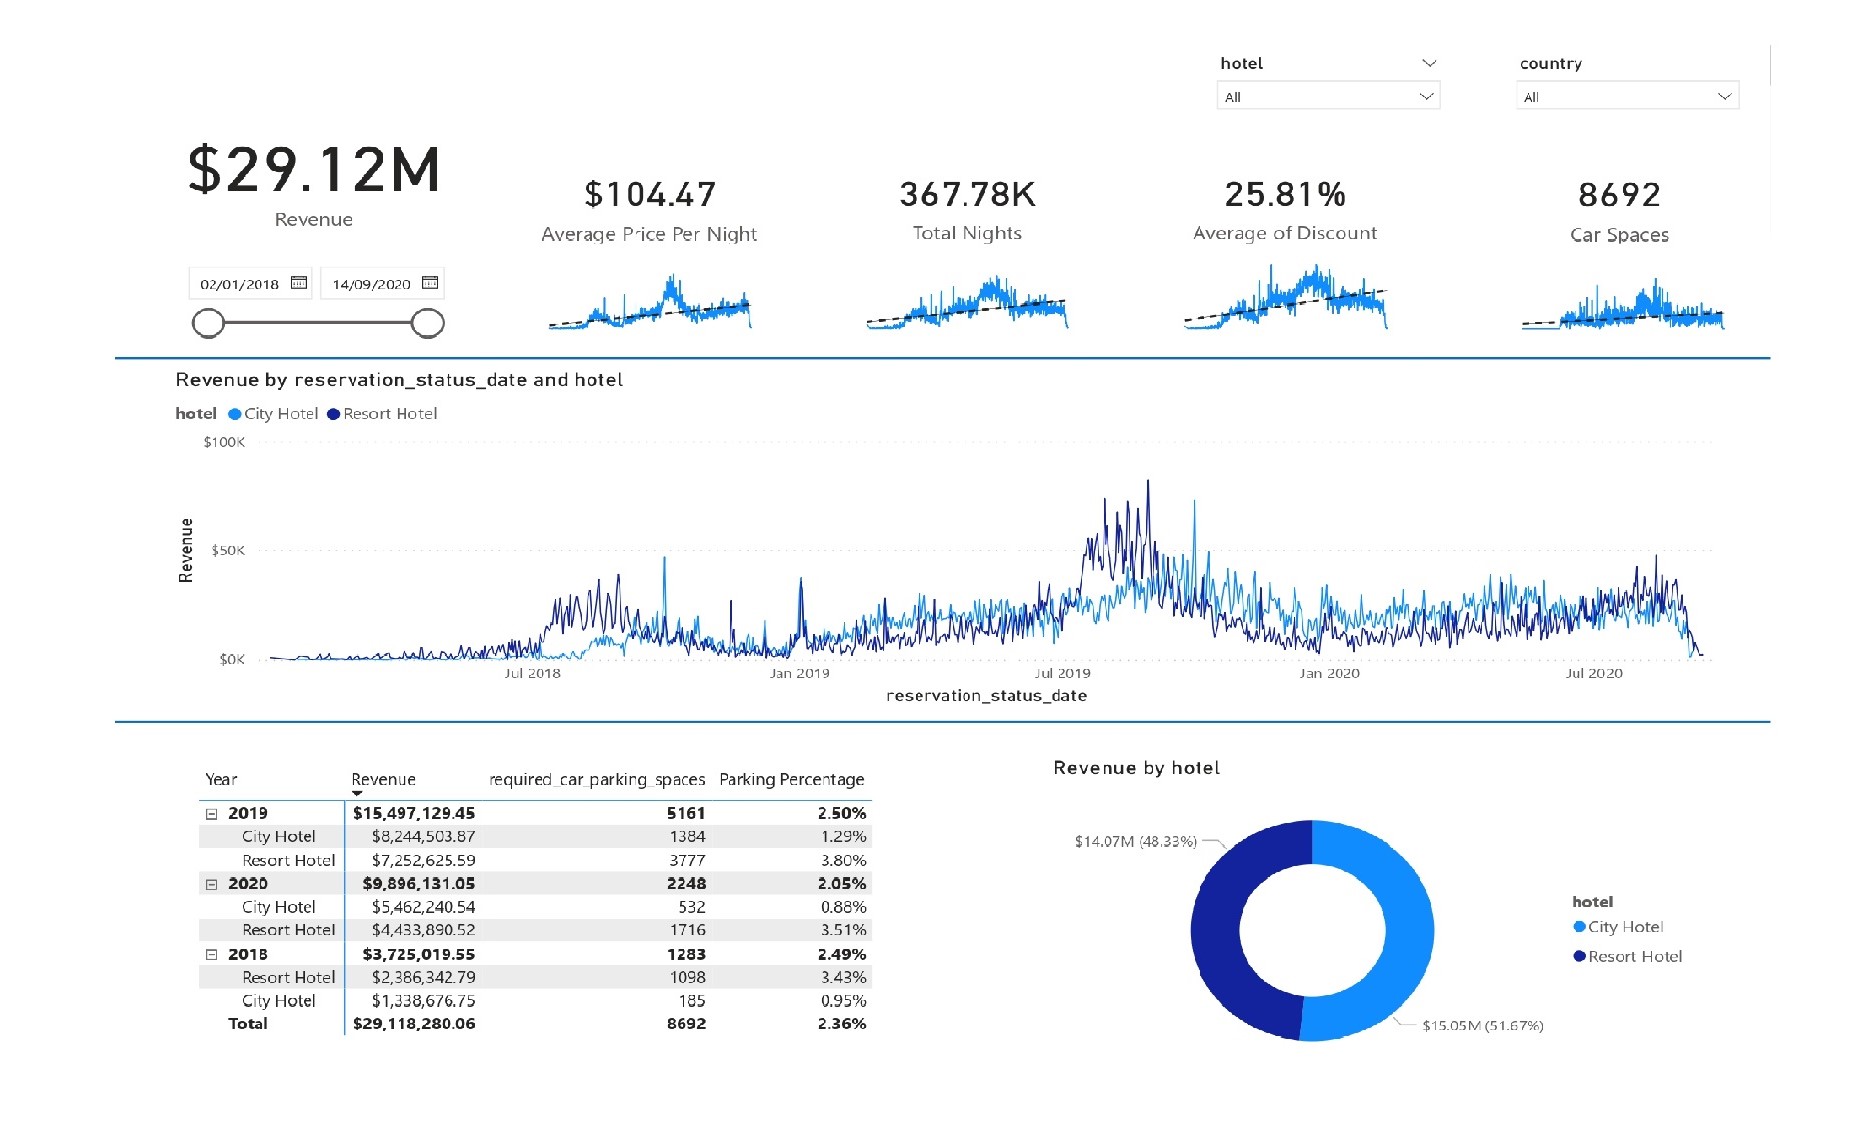 hotel
All
country
All
$29.12M
Revenue
$104.47
Average Price Per Night
367.78K
Total Nights
25.81%
Average of Discount
8692
Car Spaces
02/01/2018 14/09/2020
Revenue by reservation_status_date and hotel
hotel City Hotel Resort Hotel
$100K
$50K
$0K
Revenue
Jul 2018 Jan 2019 Jul 2019 Jan 2020 Jul 2020
reservation_status_date
Year Revenue required_car_parking_spaces Parking Percentage
2019 $15,497,129.45 5161 2.50%
City Hotel $8,244,503.87 1384 1.29%
Resort Hotel $7,252,625.59 3777 3.80%
2020 $9,896,131.05 2248 2.05%
City Hotel $5,462,240.54 532 0.88%
Resort Hotel $4,433,890.52 1716 3.51%
2018 $3,725,019.55 1283 2.49%
Resort Hotel $2,386,342.79 1098 3.43%
City Hotel $1,338,676.75 185 0.95%
Total $29,118,280.06 8692 2.36%
Revenue by hotel
$14.07M (48.33%)
$15.05M (51.67%)
hotel
City Hotel
Resort Hotel